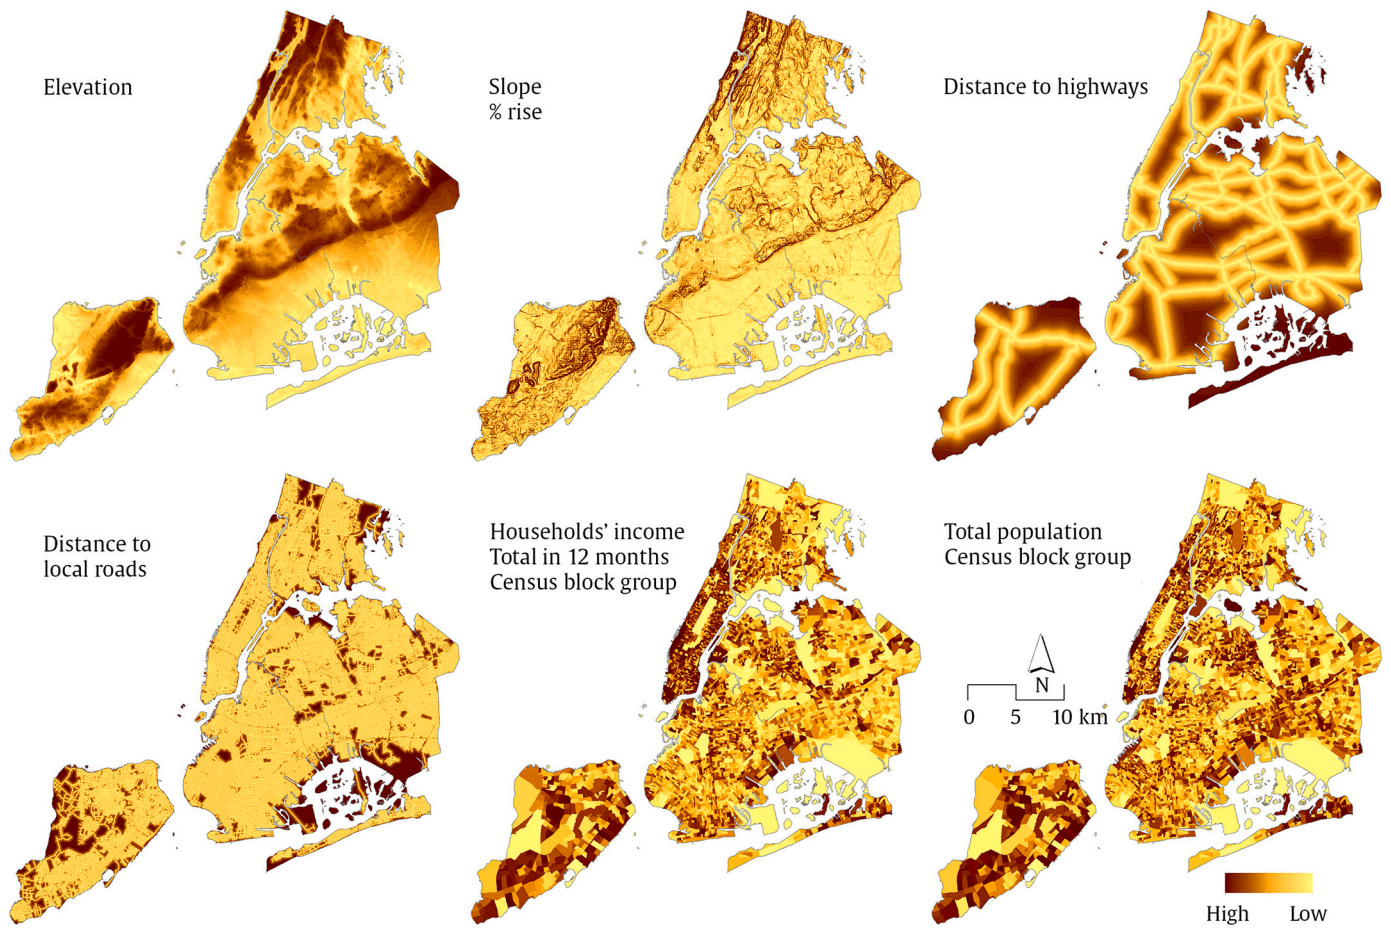 Elevation
Slope
% rise
Distance to highways
Distance to
local roads
Households’ income
Total in 12 months
Census block group
Total population
Census block group
N
0 5 10 km
High Low